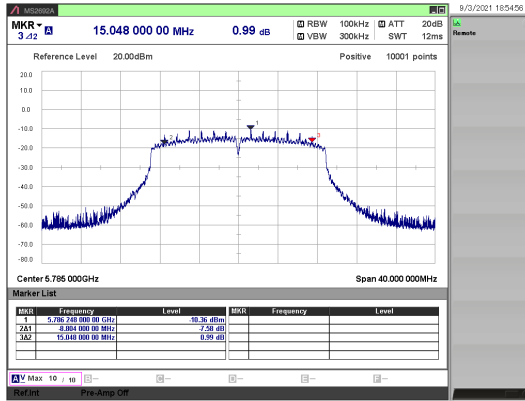 MS2692A
9/3/2021 18:54:56
MKR
3Δ2
15.048 000 00 MHz
0.99 dB
RBW 100kHz
ATT 20dB
VBW 300kHz
SWT 12ms
Remote
Reference Level 20.00dBm
Positive 10001 points
20.0
10.0
0.0
-10.0
-20.0
-30.0
-40.0
-50.0
-60.0
-70.0
-80.0
2
1
3
Center 5.785 000GHz
Span 40.000 000MHz
Marker List
MKR Frequency Level MKR Frequency Level
1 5.786 248 000 00 GHz -10.36 dBm
2Δ1 -8.804 000 00 MHz -7.58 dB
3Δ2 15.048 000 00 MHz 0.99 dB
A Max 10 / 10 B-- C-- D-- E-- F--
Ref.Int Pre-Amp Off